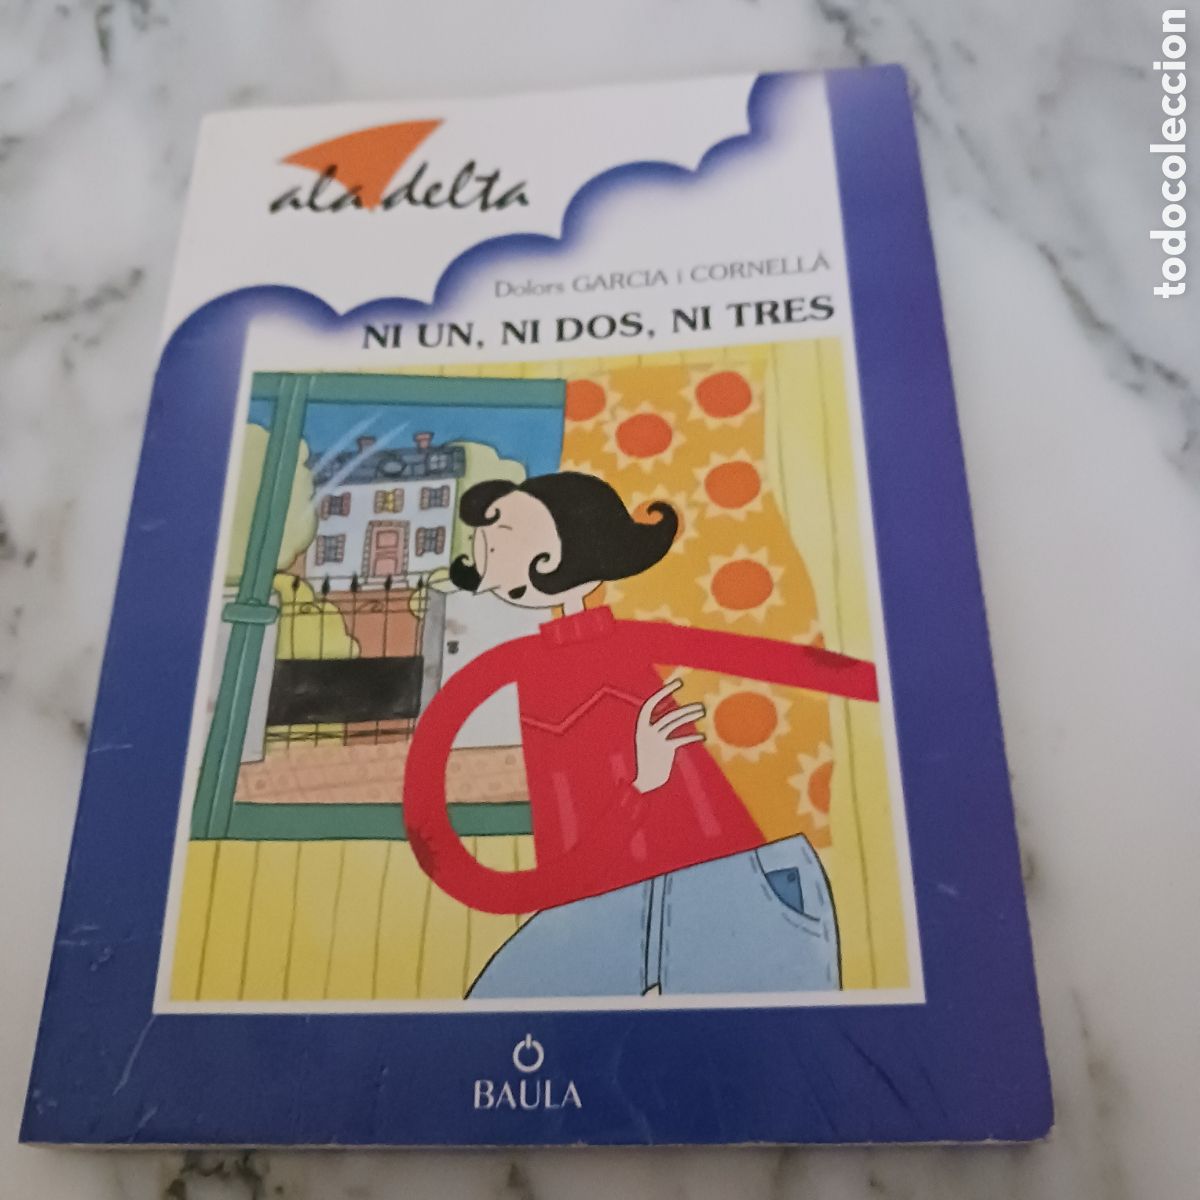 ala delta
Dolors GARCIA i CORNELLÀ
NI UN, NI DOS, NI TRES
BAULA
todocoleccion